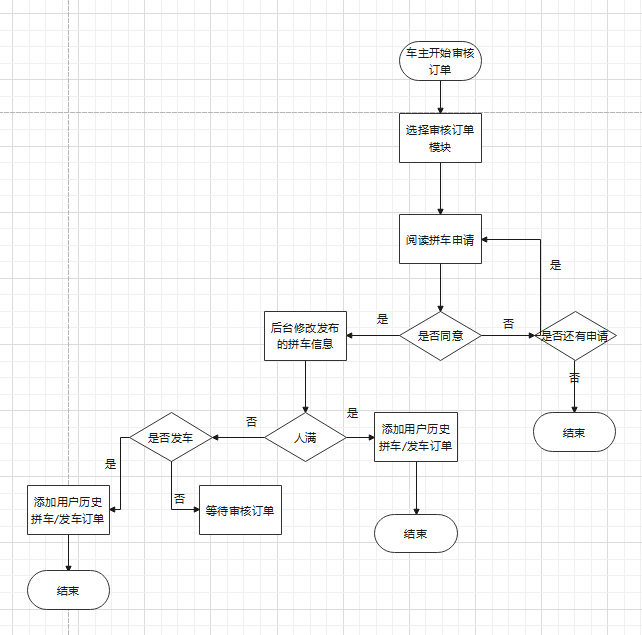 车主开始审核
订单
选择审核订单
模块
阅读拼车申请
是
后台修改发布
的拼车信息
是
是否同意
否
是否还有申请
否
是否发车
否
人满
是
添加用户历史
拼车/发车订单
结束
是
添加用户历史
拼车/发车订单
否
等待审核订单
结束
结束